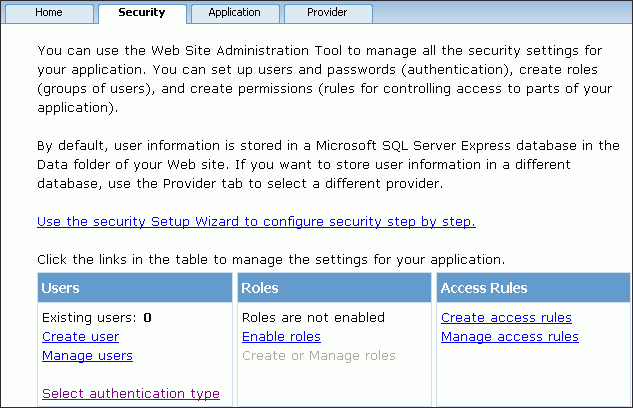 Home Security Application Provider
You can use the Web Site Administration Tool to manage all the security settings for
your application. You can set up users and passwords (authentication), create roles
(groups of users), and create permissions (rules for controlling access to parts of your
application).
By default, user information is stored in a Microsoft SQL Server Express database in the
Data folder of your Web site. If you want to store user information in a different
database, use the Provider tab to select a different provider.
Use the security Setup Wizard to configure security step by step.
Click the links in the table to manage the settings for your application.
Users
Existing users: 0
Create user
Manage users
Select authentication type
Roles
Roles are not enabled
Enable roles
Create or Manage roles
Access Rules
Create access rules
Manage access rules